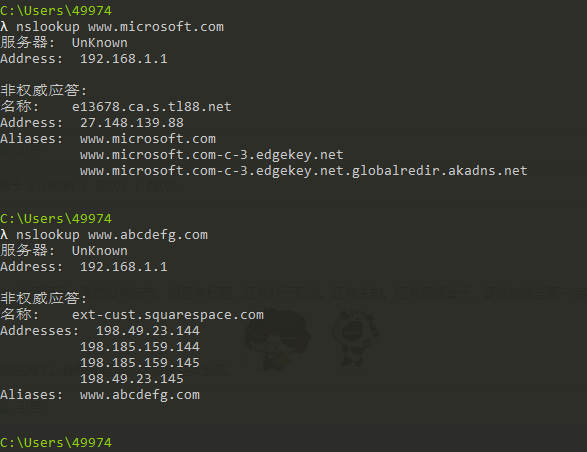 C:\Users\49974
λ nslookup www.microsoft.com
服务器:  UnKnown
Address:  192.168.1.1
非权威应答:
名称:    e13678.ca.s.tl88.net
Address:  27.148.139.88
Aliases:  www.microsoft.com
www.microsoft.com-c-3.edgekey.net
www.microsoft.com-c-3.edgekey.net.globalredir.akadns.net
C:\Users\49974
λ nslookup www.abcdefg.com
服务器:  UnKnown
Address:  192.168.1.1
非权威应答:
名称:    ext-cust.squarespace.com
Addresses:  198.49.23.144
198.185.159.144
198.185.159.145
198.49.23.145
Aliases:  www.abcdefg.com
C:\Users\49974